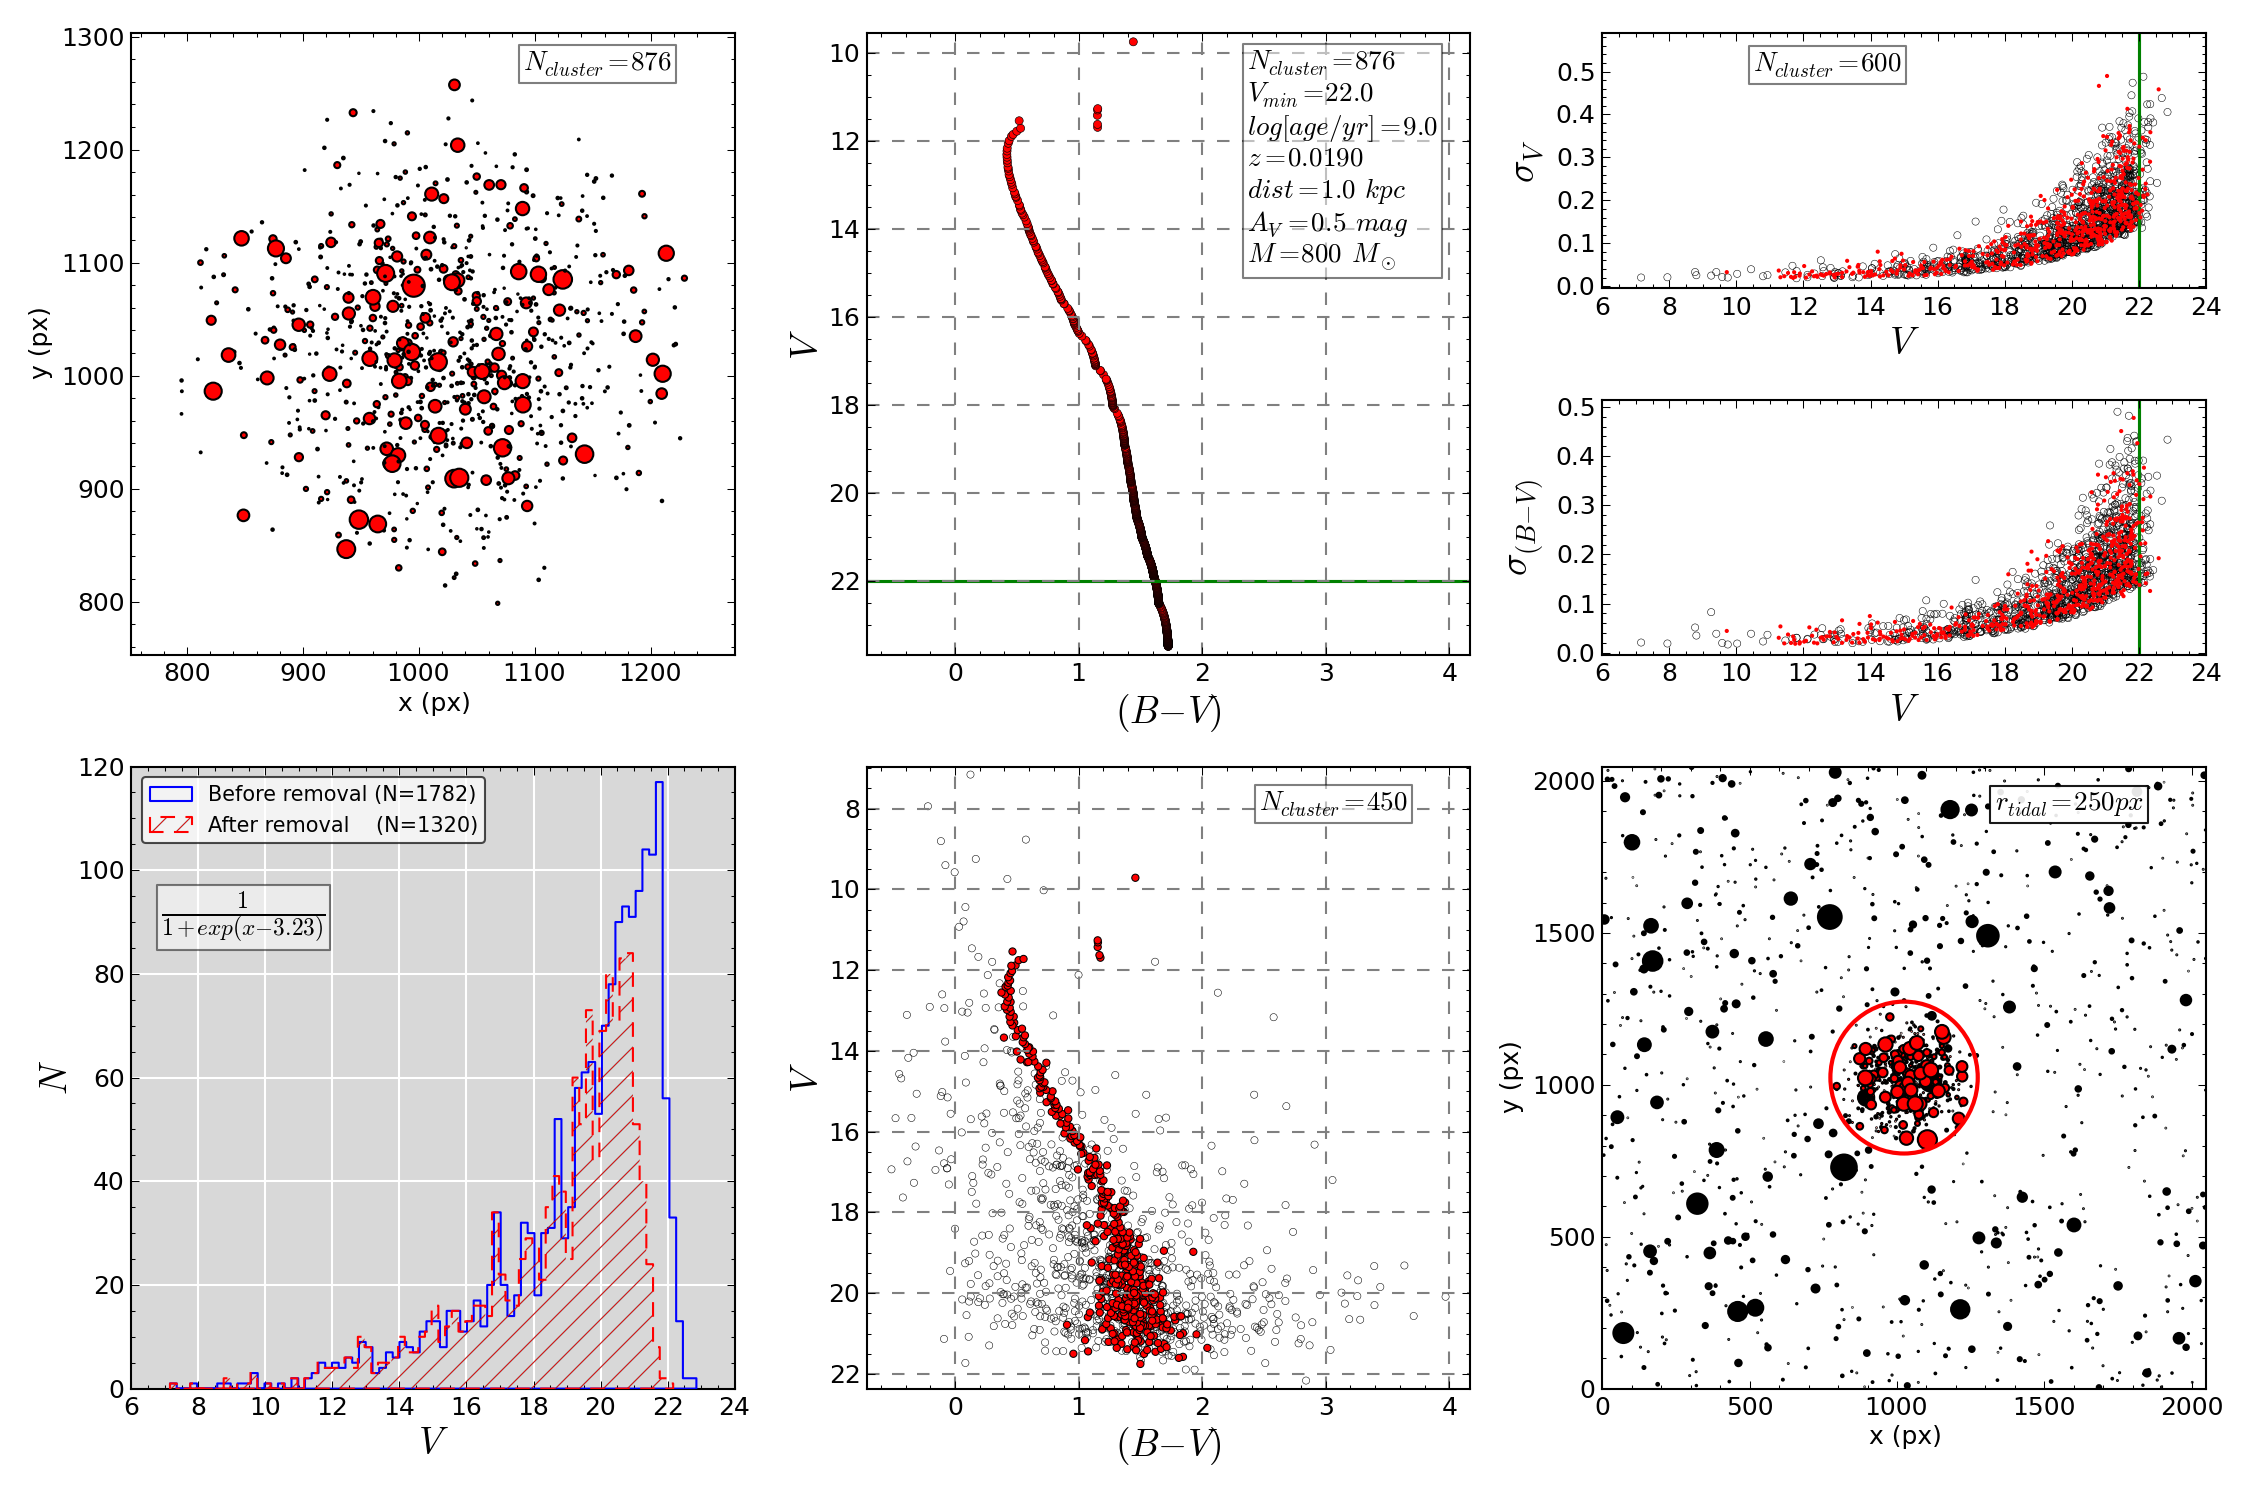 N_cluster = 876
y (px)
1300
1200
1100
1000
900
800
800 900 1000 1100 1200
x (px)
N_cluster = 876
V_min = 22.0
log[age/yr] = 9.0
z = 0.0190
dist = 1.0 kpc
A_V = 0.5 mag
M = 800 M_⊙
V
10
12
14
16
18
20
22
0 1 2 3 4
(B−V)
N_cluster = 600
σ_V
0.5
0.4
0.3
0.2
0.1
0.0
6 8 10 12 14 16 18 20 22 24
V
σ_(B−V)
0.5
0.4
0.3
0.2
0.1
0.0
6 8 10 12 14 16 18 20 22 24
V
Before removal (N=1782)
After removal (N=1320)
1
1+exp(x−3.23)
N
120
100
80
60
40
20
0
6 8 10 12 14 16 18 20 22 24
V
N_cluster = 450
V
8
10
12
14
16
18
20
22
0 1 2 3 4
(B−V)
r_tidal = 250px
y (px)
2000
1500
1000
500
0
0 500 1000 1500 2000
x (px)